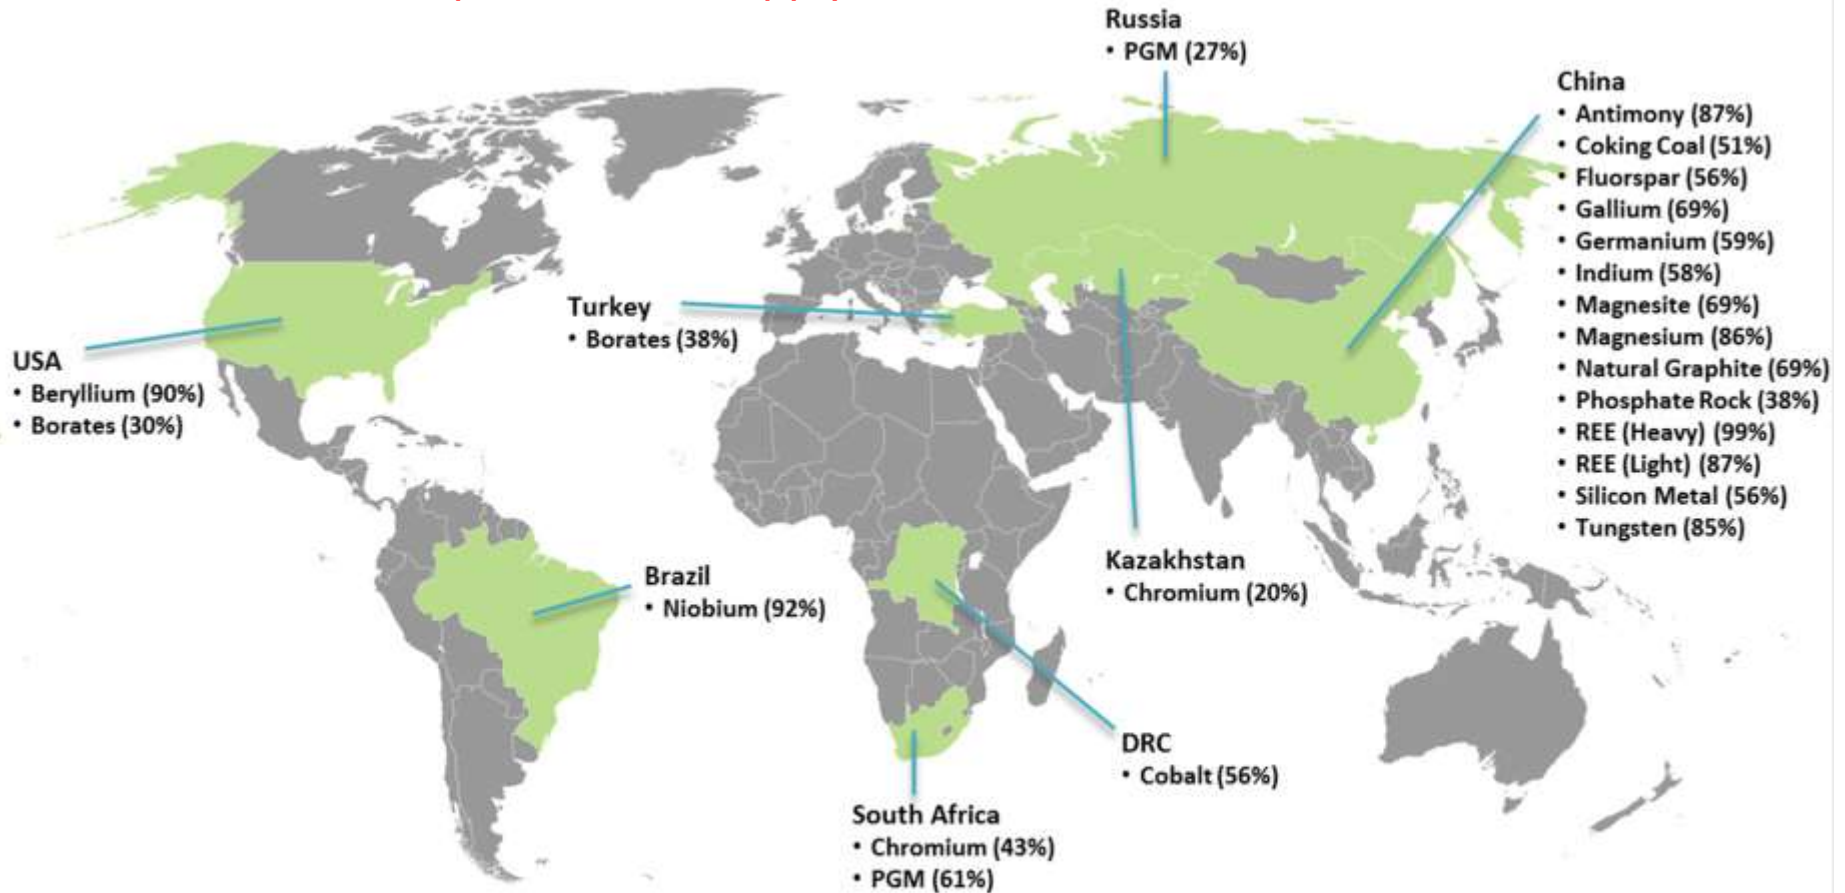 Russia
• PGM (27%)
China
• Antimony (87%)
• Coking Coal (51%)
• Fluorspar (56%)
• Gallium (69%)
• Germanium (59%)
• Indium (58%)
• Magnesite (69%)
• Magnesium (86%)
• Natural Graphite (69%)
• Phosphate Rock (38%)
• REE (Heavy) (99%)
• REE (Light) (87%)
• Silicon Metal (56%)
• Tungsten (85%)
Turkey
• Borates (38%)
USA
• Beryllium (90%)
• Borates (30%)
Brazil
• Niobium (92%)
Kazakhstan
• Chromium (20%)
DRC
• Cobalt (56%)
South Africa
• Chromium (43%)
• PGM (61%)